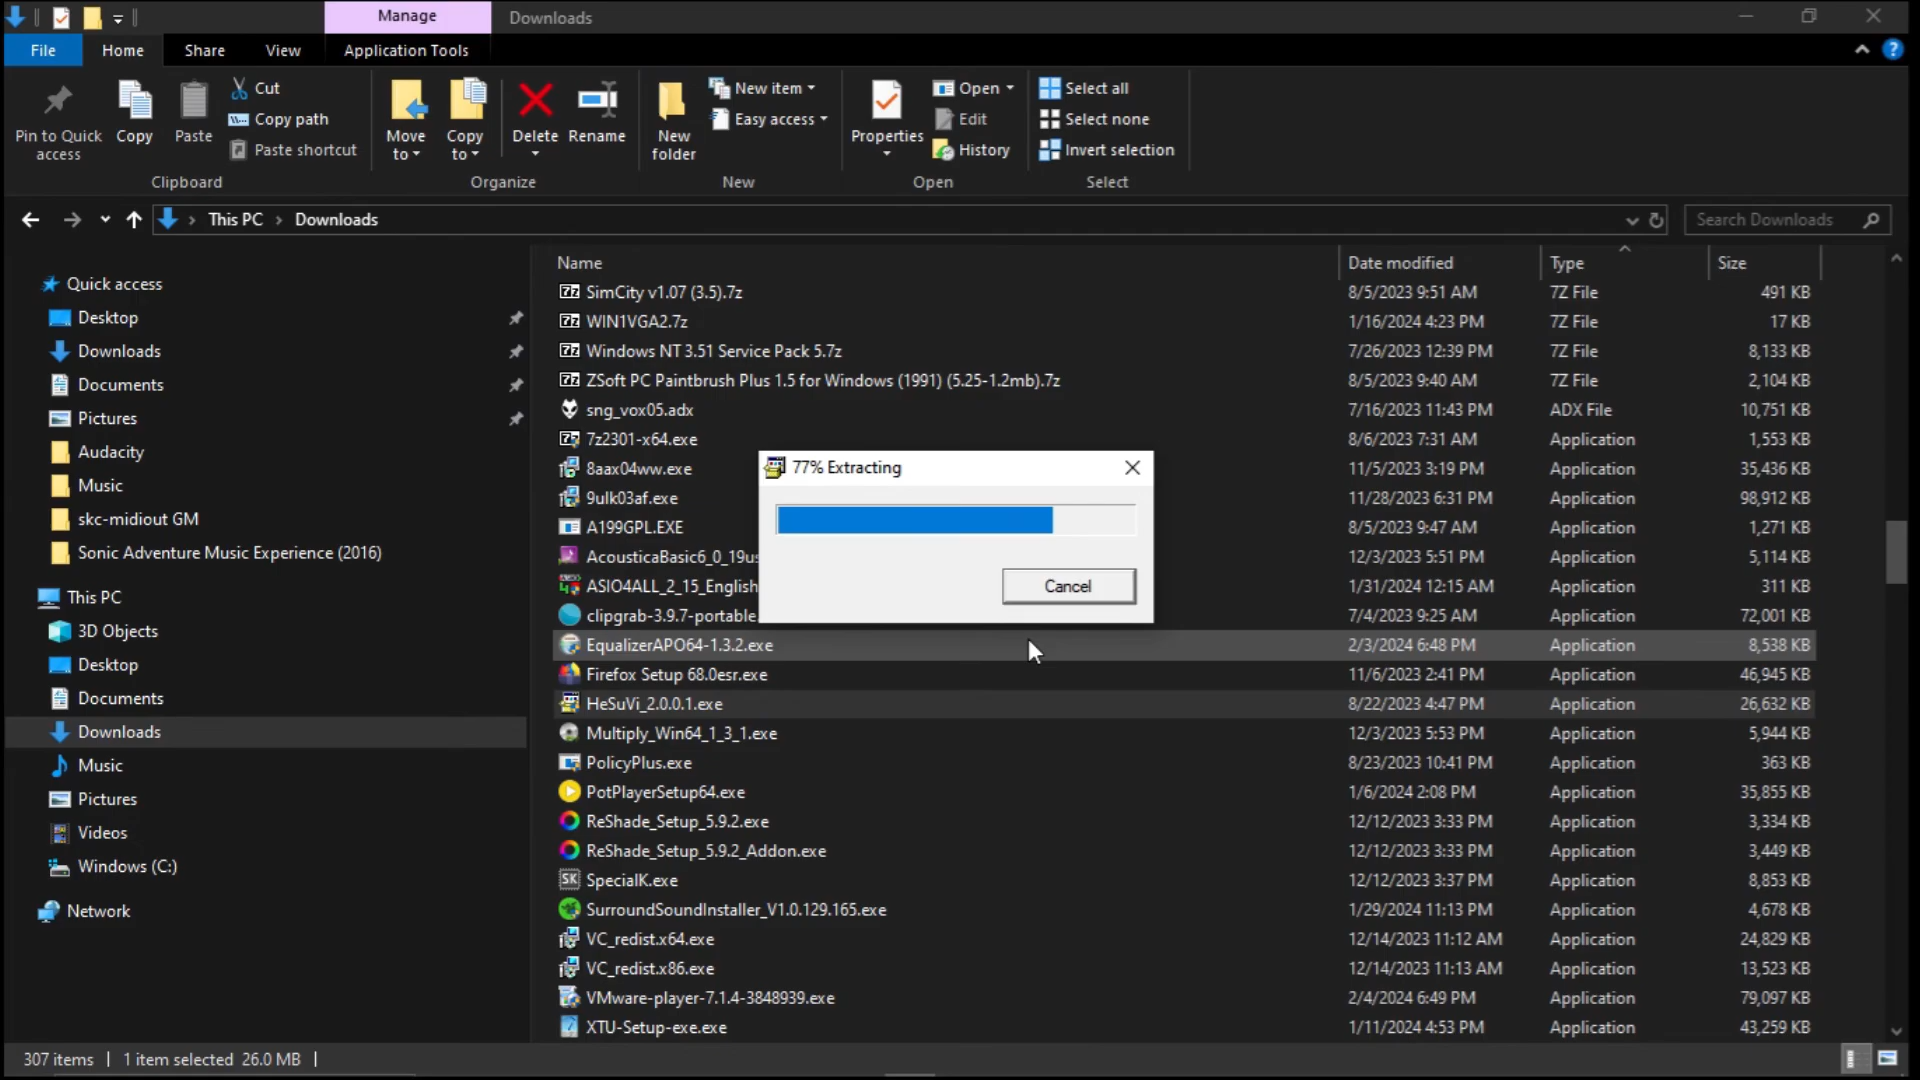 Manage
Downloads
File
Home
Share
View
Application Tools
Pin to Quick access
Copy
Paste
Cut
Copy path
Paste shortcut
Clipboard
Move to
Copy to
Delete
Rename
Organize
New folder
New item
Easy access
New
Properties
Open
Edit
History
Open
Select all
Select none
Invert selection
Select
This PC > Downloads
Search Downloads
Quick access
Desktop
Downloads
Documents
Pictures
Audacity
Music
skc-midiout GM
Sonic Adventure Music Experience (2016)
This PC
3D Objects
Desktop
Documents
Downloads
Music
Pictures
Videos
Windows (C:)
Network
Name Date modified Type Size
SimCity v1.07 (3.5).7z 8/5/2023 9:51 AM 7Z File 491 KB
WIN1VGA2.7z 1/16/2024 4:23 PM 7Z File 17 KB
Windows NT 3.51 Service Pack 5.7z 7/26/2023 12:39 PM 7Z File 8,133 KB
ZSoft PC Paintbrush Plus 1.5 for Windows (1991) (5.25-1.2mb).7z 8/5/2023 9:40 AM 7Z File 2,104 KB
sng_vox05.adx 7/16/2023 11:43 PM ADX File 10,751 KB
7z2301-x64.exe 8/6/2023 7:31 AM Application 1,553 KB
8aax04ww.exe 11/5/2023 3:19 PM Application 35,436 KB
9ulk03af.exe 11/28/2023 6:31 PM Application 98,912 KB
A199GPL.EXE 8/5/2023 9:47 AM Application 1,271 KB
AcousticaBasic6_0_19us 12/3/2023 5:51 PM Application 5,114 KB
ASIO4ALL_2_15_English 1/31/2024 12:15 AM Application 311 KB
clipgrab-3.9.7-portable. 7/4/2023 9:25 AM Application 72,001 KB
EqualizerAPO64-1.3.2.exe 2/3/2024 6:48 PM Application 8,538 KB
Firefox Setup 68.0esr.exe 11/6/2023 2:41 PM Application 46,945 KB
HeSuVi_2.0.0.1.exe 8/22/2023 4:47 PM Application 26,632 KB
Multiply_Win64_1_3_1.exe 12/3/2023 5:53 PM Application 5,944 KB
PolicyPlus.exe 8/23/2023 10:41 PM Application 363 KB
PotPlayerSetup64.exe 1/6/2024 2:08 PM Application 35,855 KB
ReShade_Setup_5.9.2.exe 12/12/2023 3:33 PM Application 3,334 KB
ReShade_Setup_5.9.2_Addon.exe 12/12/2023 3:33 PM Application 3,449 KB
SpecialK.exe 12/12/2023 3:37 PM Application 8,853 KB
SurroundSoundInstaller_V1.0.129.165.exe 1/29/2024 11:13 PM Application 4,678 KB
VC_redist.x64.exe 12/14/2023 11:12 AM Application 24,829 KB
VC_redist.x86.exe 12/14/2023 11:13 AM Application 13,523 KB
VMware-player-7.1.4-3848939.exe 2/4/2024 6:49 PM Application 79,097 KB
XTU-Setup-exe.exe 1/11/2024 4:53 PM Application 43,259 KB
77% Extracting
Cancel
307 items | 1 item selected 26.0 MB |